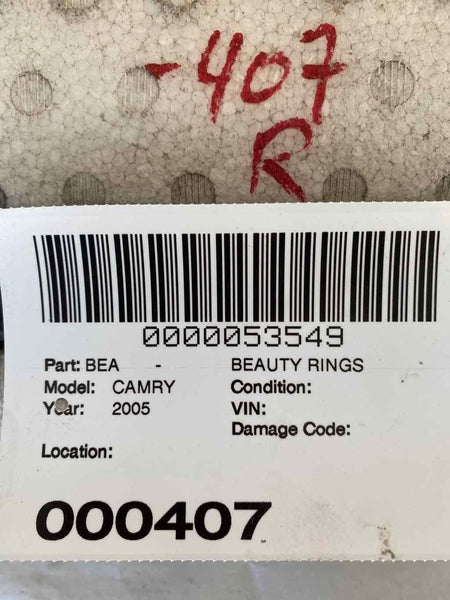 -407
R
0000053549
Part: BEA - BEAUTY RINGS
Model: CAMRY Condition:
Year: 2005 VIN:
Damage Code:
Location:
000407